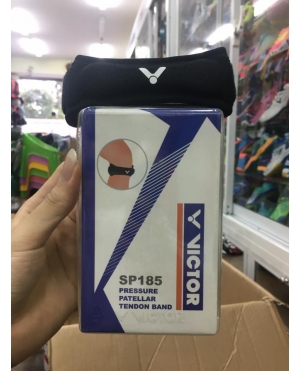 SP185
PRESSURE
PATELLAR
TENDON BAND
VICTOR